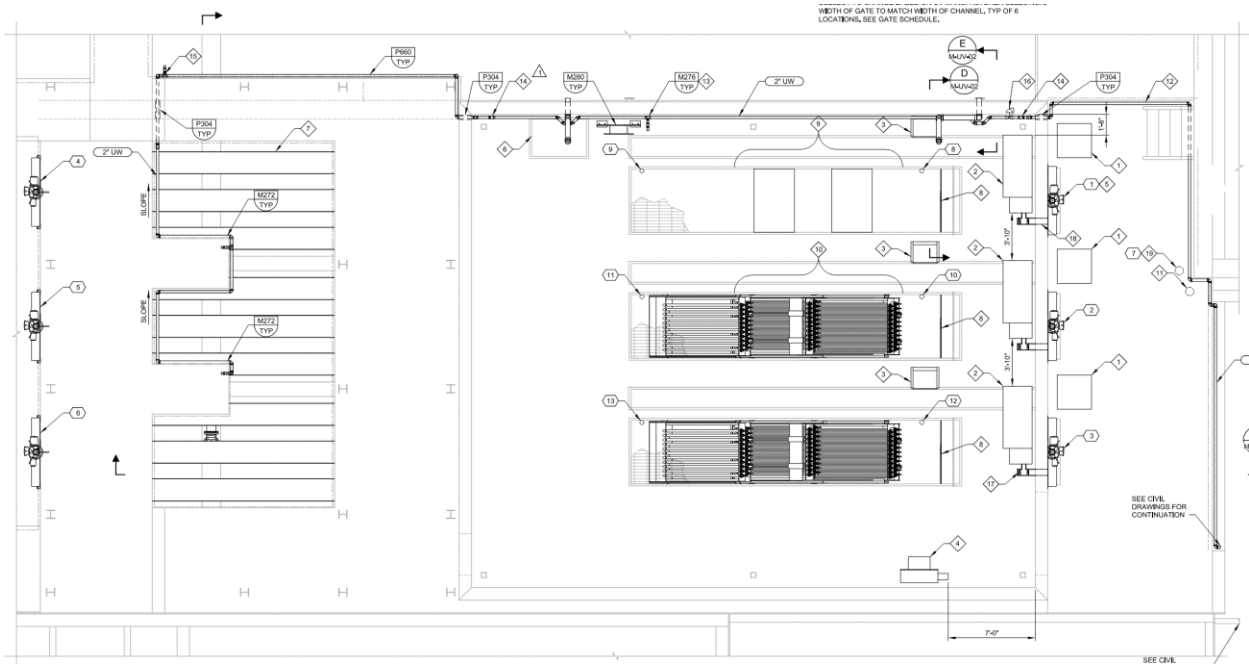 WIDTH OF GATE TO MATCH WIDTH OF CHANNEL, TYP OF 6
LOCATIONS, SEE GATE SCHEDULE.
E
M-UV-02
D
M-UV-02
15
P660
TYP
P304
TYP
14
1
M280
TYP
M276
TYP
13
2" UW
16
14
P304
TYP
12
P304
TYP
7
6
9
3
1'-8"
1
2" UW
4
9
8
2
8
1
5
SLOPE
M272
TYP
3'-10"
18
10
3
2
1
7
19
11
11
10
5
SLOPE
8
2
M272
TYP
3'-10"
3
2
1
13
12
6
8
3
17
SEE CIVIL
DRAWINGS FOR
CONTINUATION
4
7'-0"
SEE CIVIL